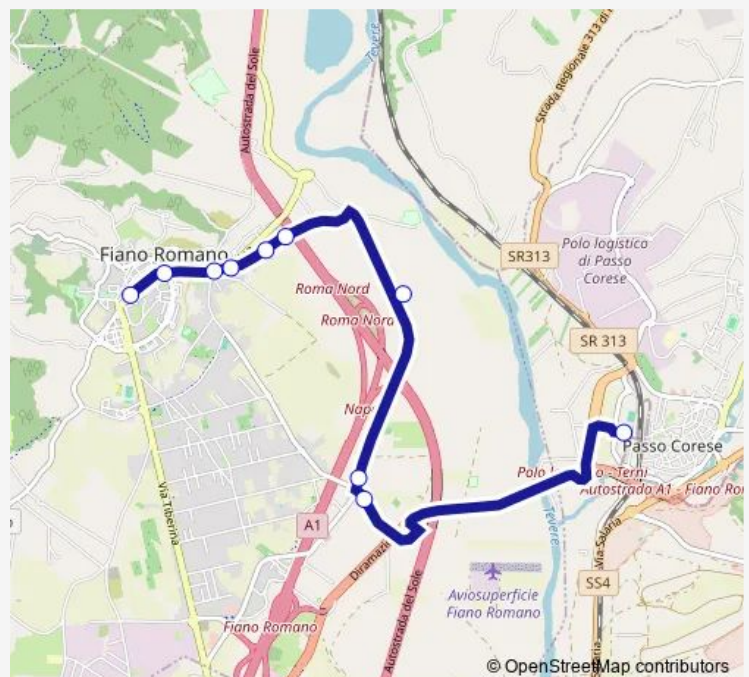 Tevere
Autostrada del Sole
Strada Regionale 313 di
Fiano Romano
SR313
Polo logistico
di Passo
Corese
Roma Nord
Roma Nord
SR 313
Nap
Passo Corese
Polo
o - Terni
Autostrada A1 - Fiano Ro
Via Tiberina
A1
Diramazi
Tevere
Via Salaria
SS4
Aviosuperficie
Fiano Romano
Autostrada del Sole
Fiano Romano
© OpenStreetMap contributors